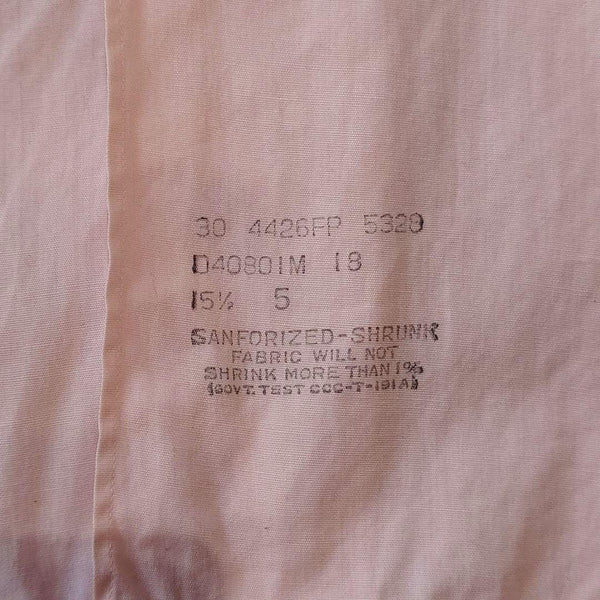 30 4426FP 5328
D40801M 18
15½ 5
SANFORIZED-SHRUNK
FABRIC WILL NOT
SHRINK MORE THAN 1%
(GOVT. TEST CCC-T-191A)